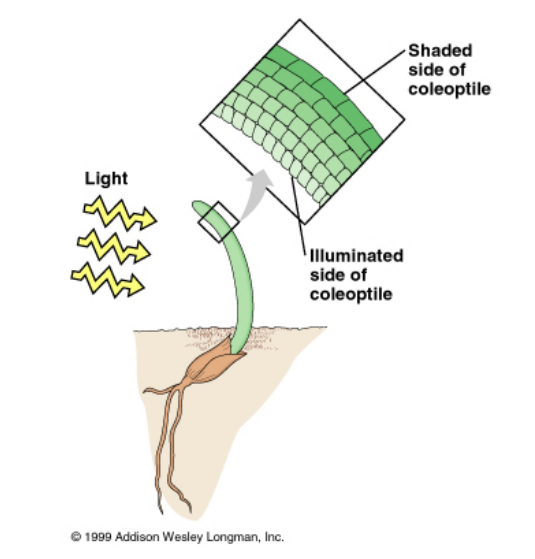 Shaded
side of
coleoptile
Light
Illuminated
side of
coleoptile
© 1999 Addison Wesley Longman, Inc.